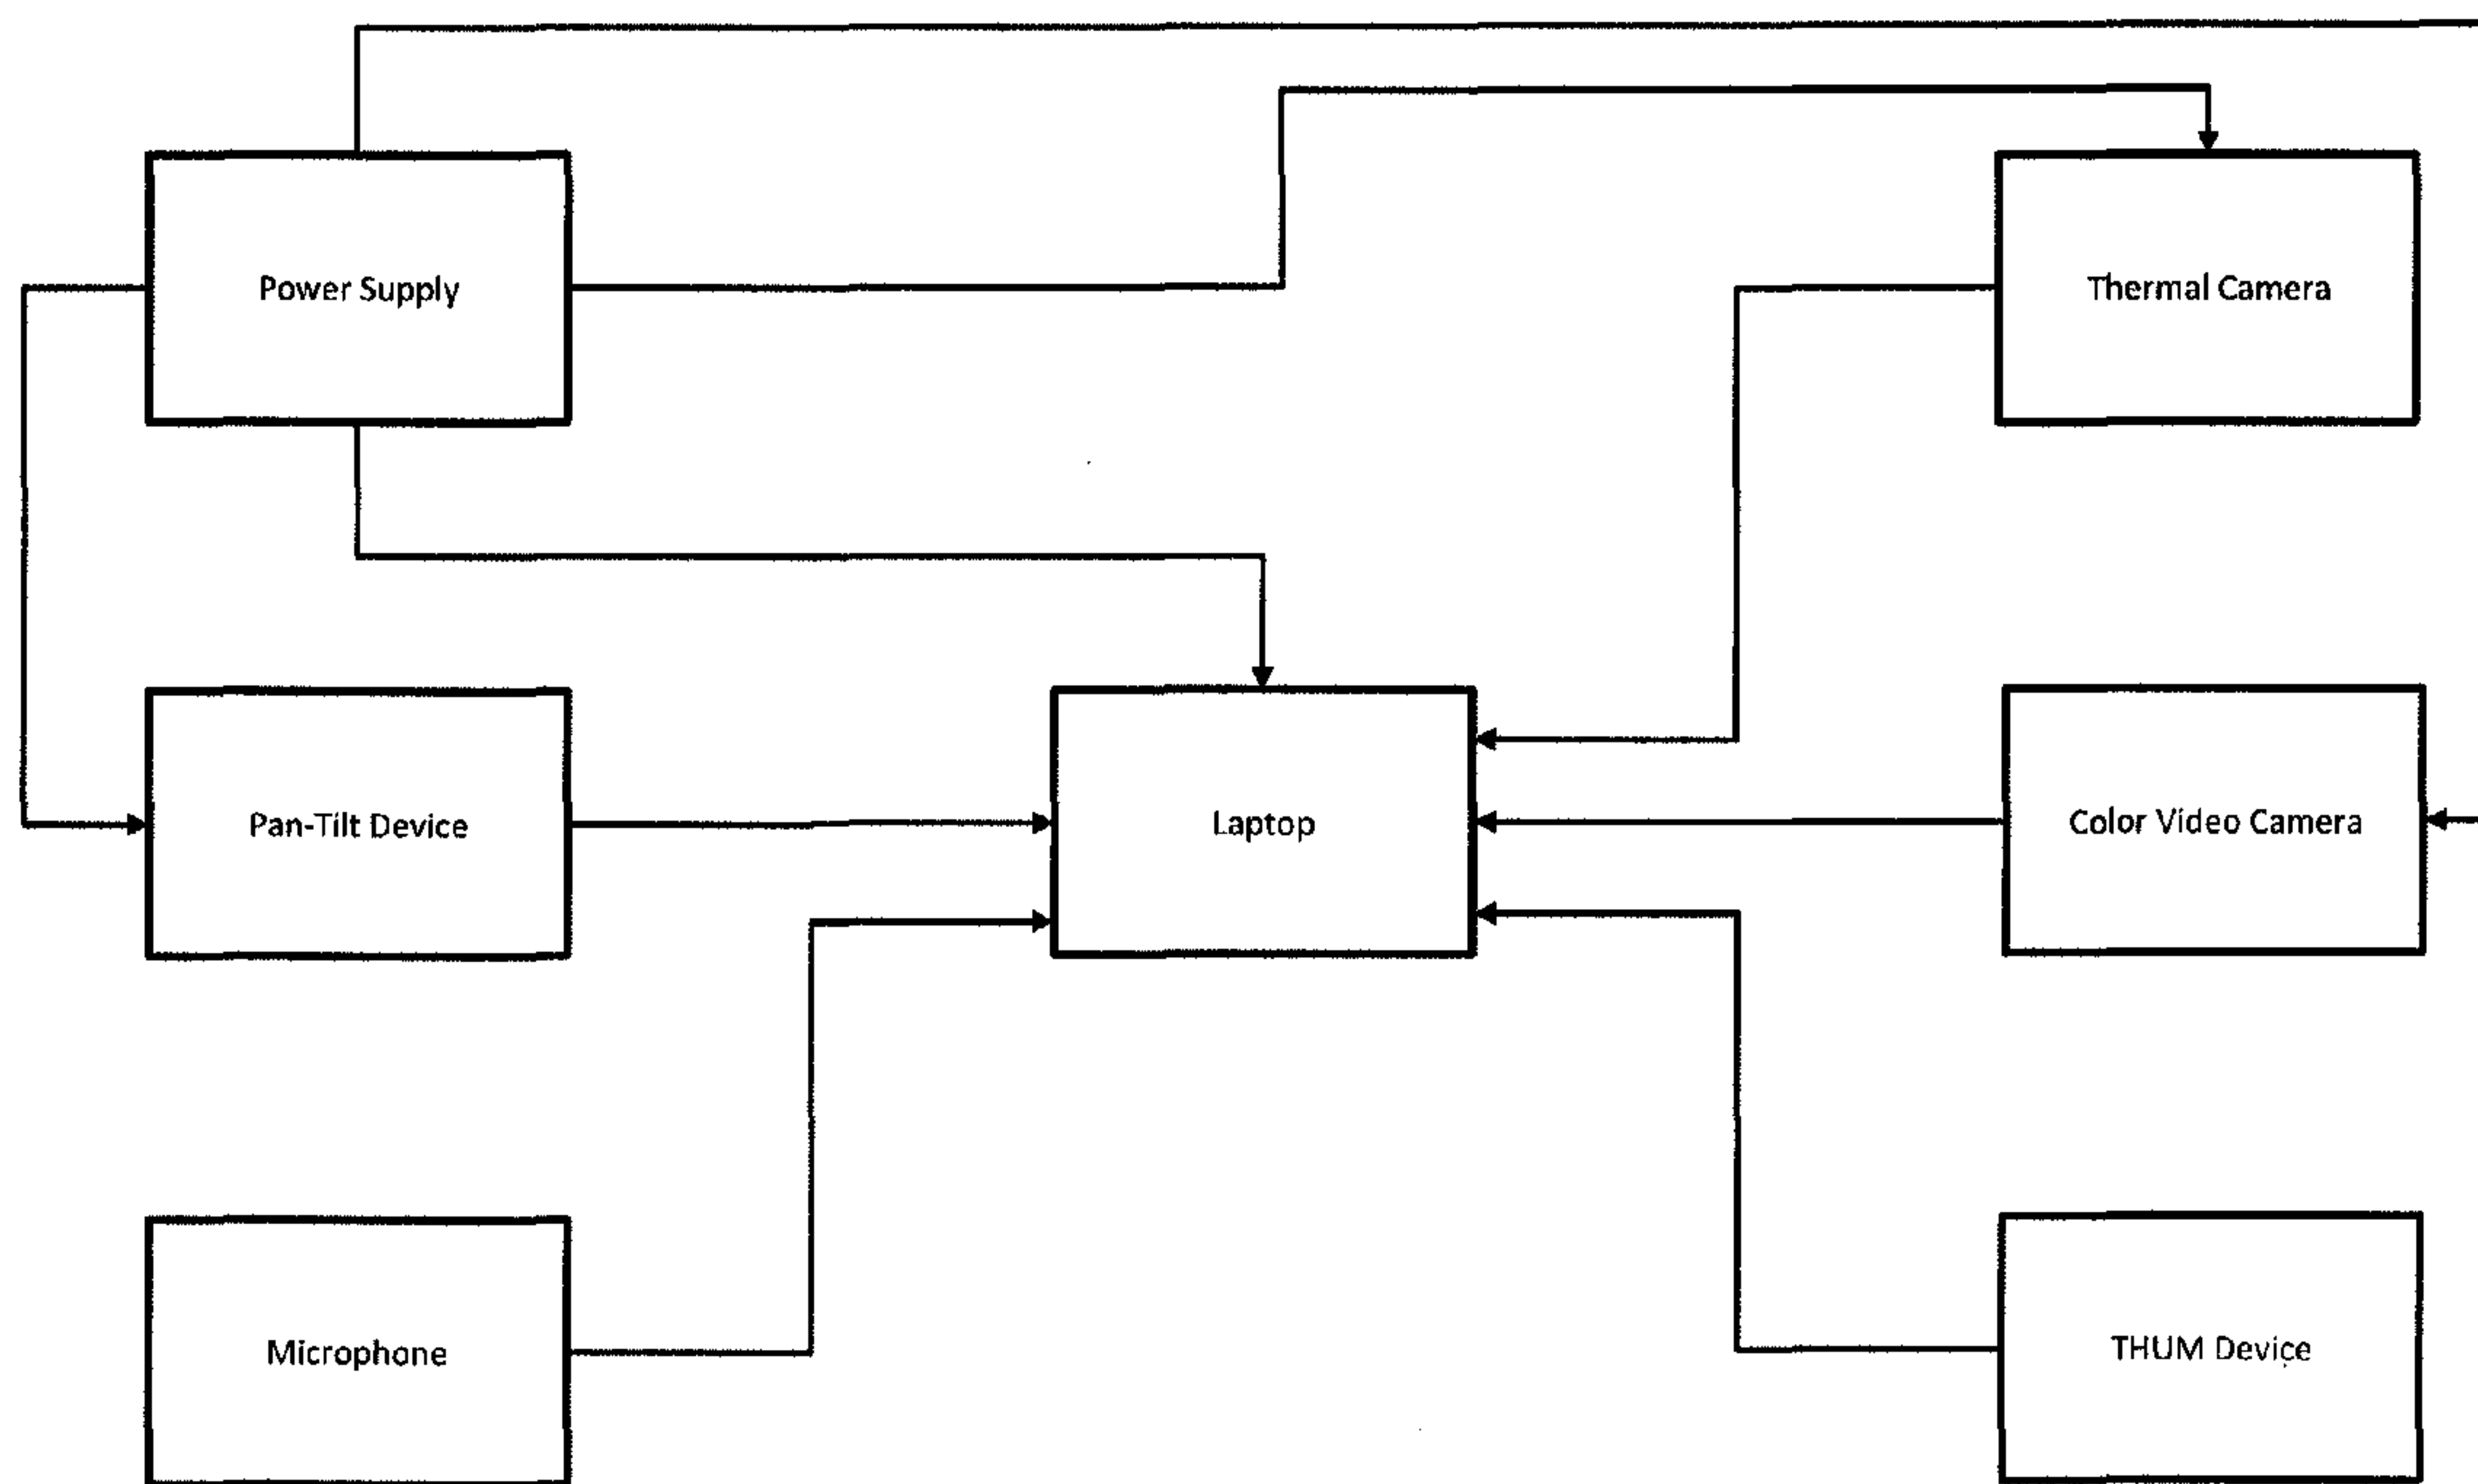 Power Supply
Thermal Camera
Pan-Tilt Device
Laptop
Color Video Camera
Microphone
THUM Device